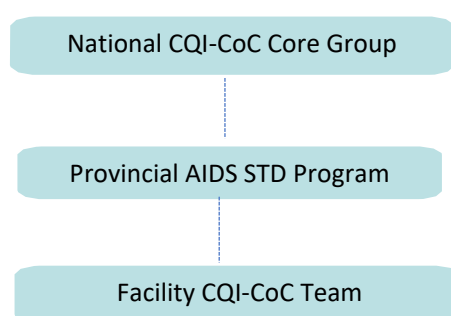 National CQI-CoC Core Group
Provincial AIDS STD Program
Facility CQI-CoC Team